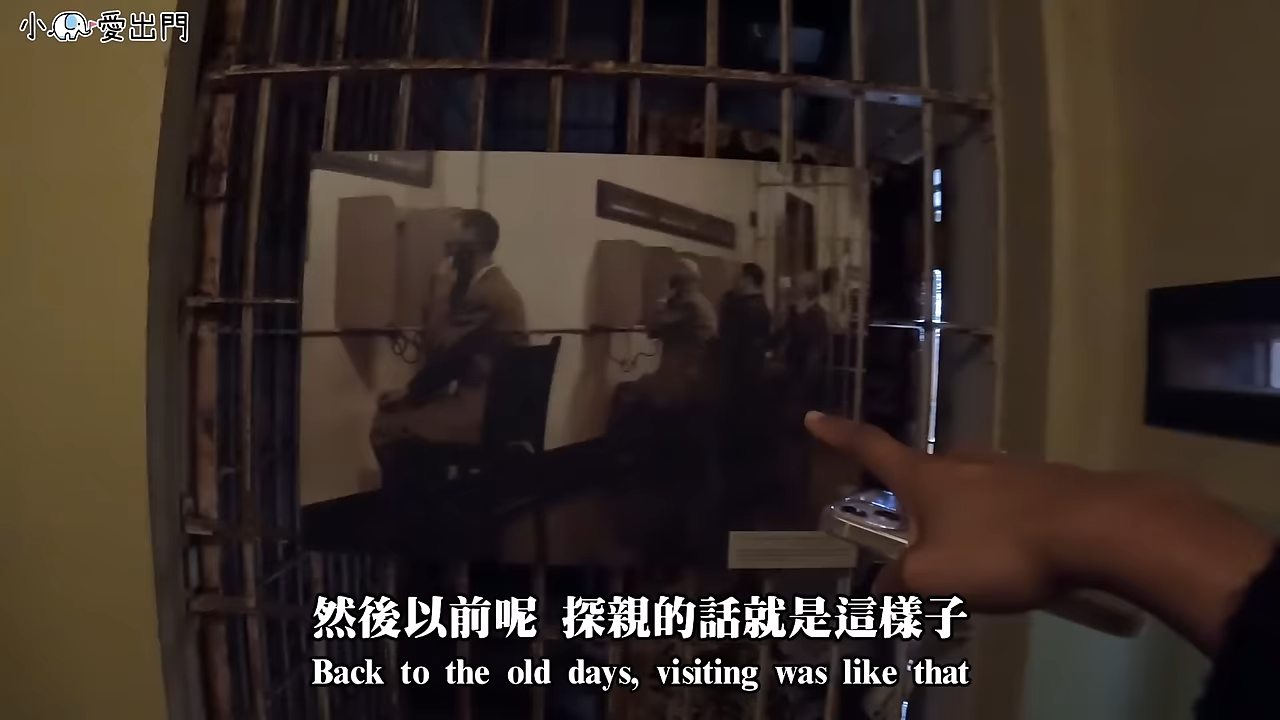 小 愛出門
然後以前呢 探親的話就是這樣子
Back to the old days, visiting was like that